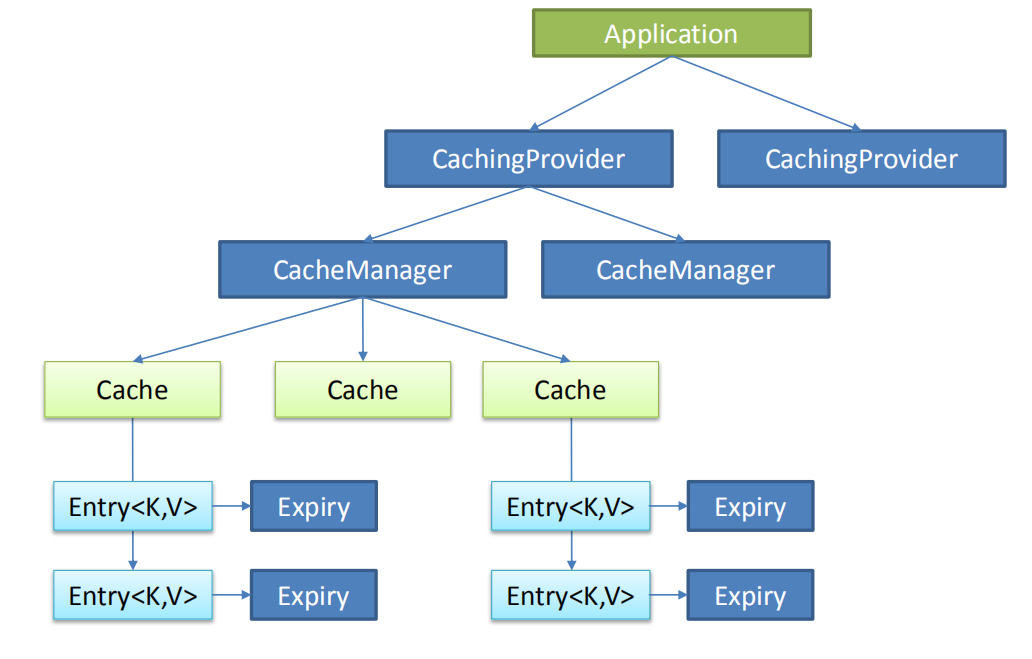 Application
CachingProvider
CachingProvider
CacheManager
CacheManager
Cache
Cache
Cache
Entry<K,V>
Expiry
Entry<K,V>
Expiry
Entry<K,V>
Expiry
Entry<K,V>
Expiry